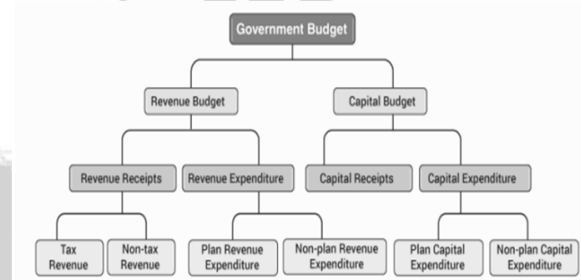 Government Budget
Revenue Budget
Capital Budget
Revenue Receipts
Revenue Expenditure
Capital Receipts
Capital Expenditure
Tax
Revenue
Non-tax
Revenue
Plan Revenue
Expenditure
Non-plan Revenue
Expenditure
Plan Capital
Expenditure
Non-plan Capital
Expenditure